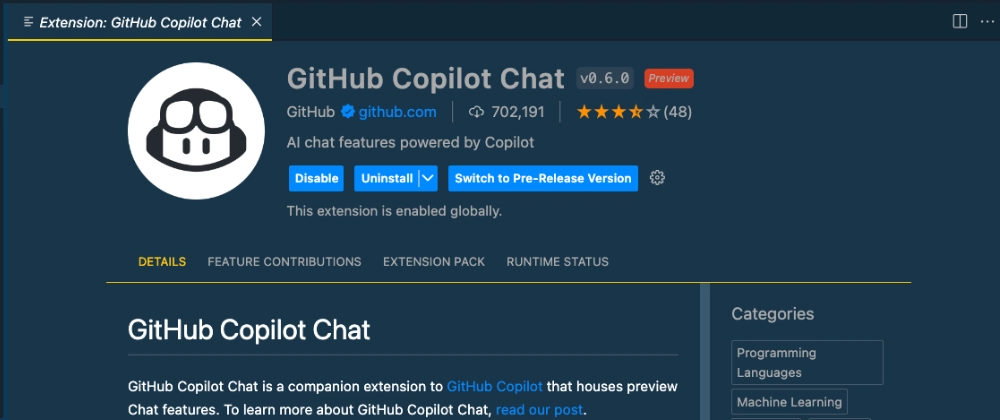 Extension: GitHub Copilot Chat
GitHub Copilot Chat v0.6.0 Preview
GitHub github.com 702,191 (48)
AI chat features powered by Copilot
Disable Uninstall Switch to Pre-Release Version
This extension is enabled globally.
DETAILS FEATURE CONTRIBUTIONS EXTENSION PACK RUNTIME STATUS
GitHub Copilot Chat
GitHub Copilot Chat is a companion extension to GitHub Copilot that houses preview
Chat features. To learn more about GitHub Copilot Chat, read our post.
Categories
Programming
Languages
Machine Learning